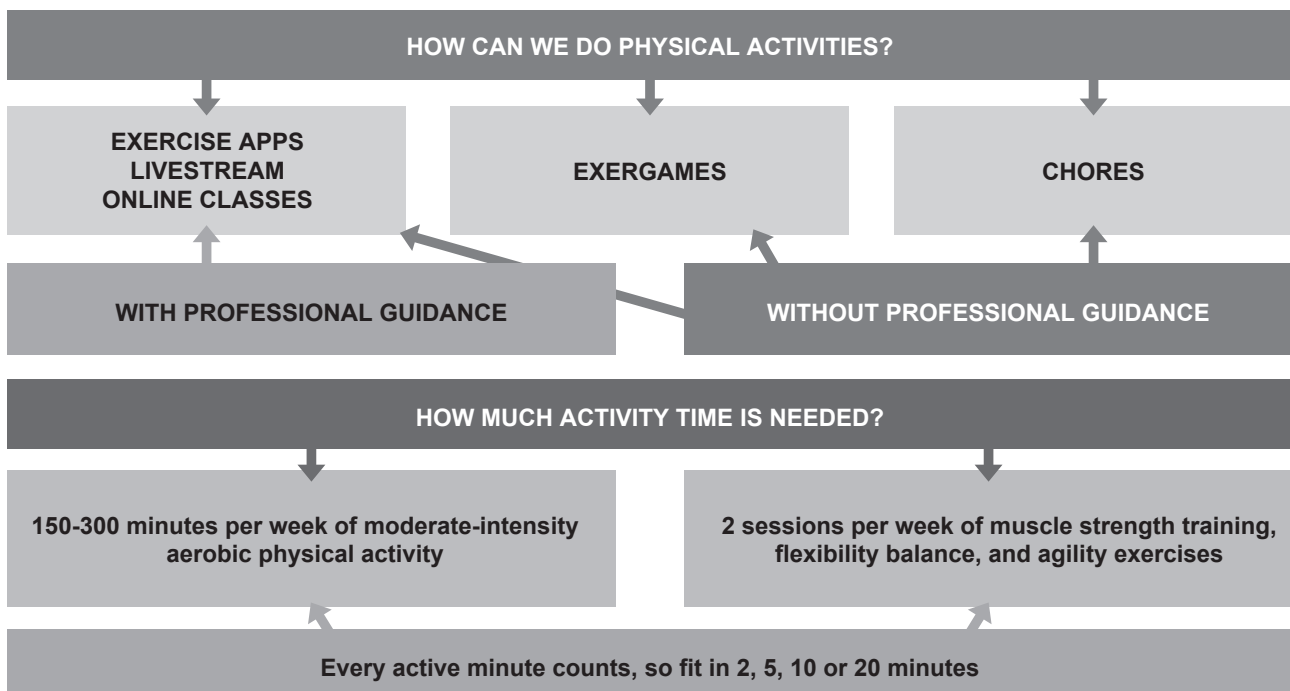 HOW CAN WE DO PHYSICAL ACTIVITIES?
EXERCISE APPS
LIVESTREAM
ONLINE CLASSES
EXERGAMES
CHORES
WITH PROFESSIONAL GUIDANCE
WITHOUT PROFESSIONAL GUIDANCE
HOW MUCH ACTIVITY TIME IS NEEDED?
150-300 minutes per week of moderate-intensity
aerobic physical activity
2 sessions per week of muscle strength training,
flexibility balance, and agility exercises
Every active minute counts, so fit in 2, 5, 10 or 20 minutes